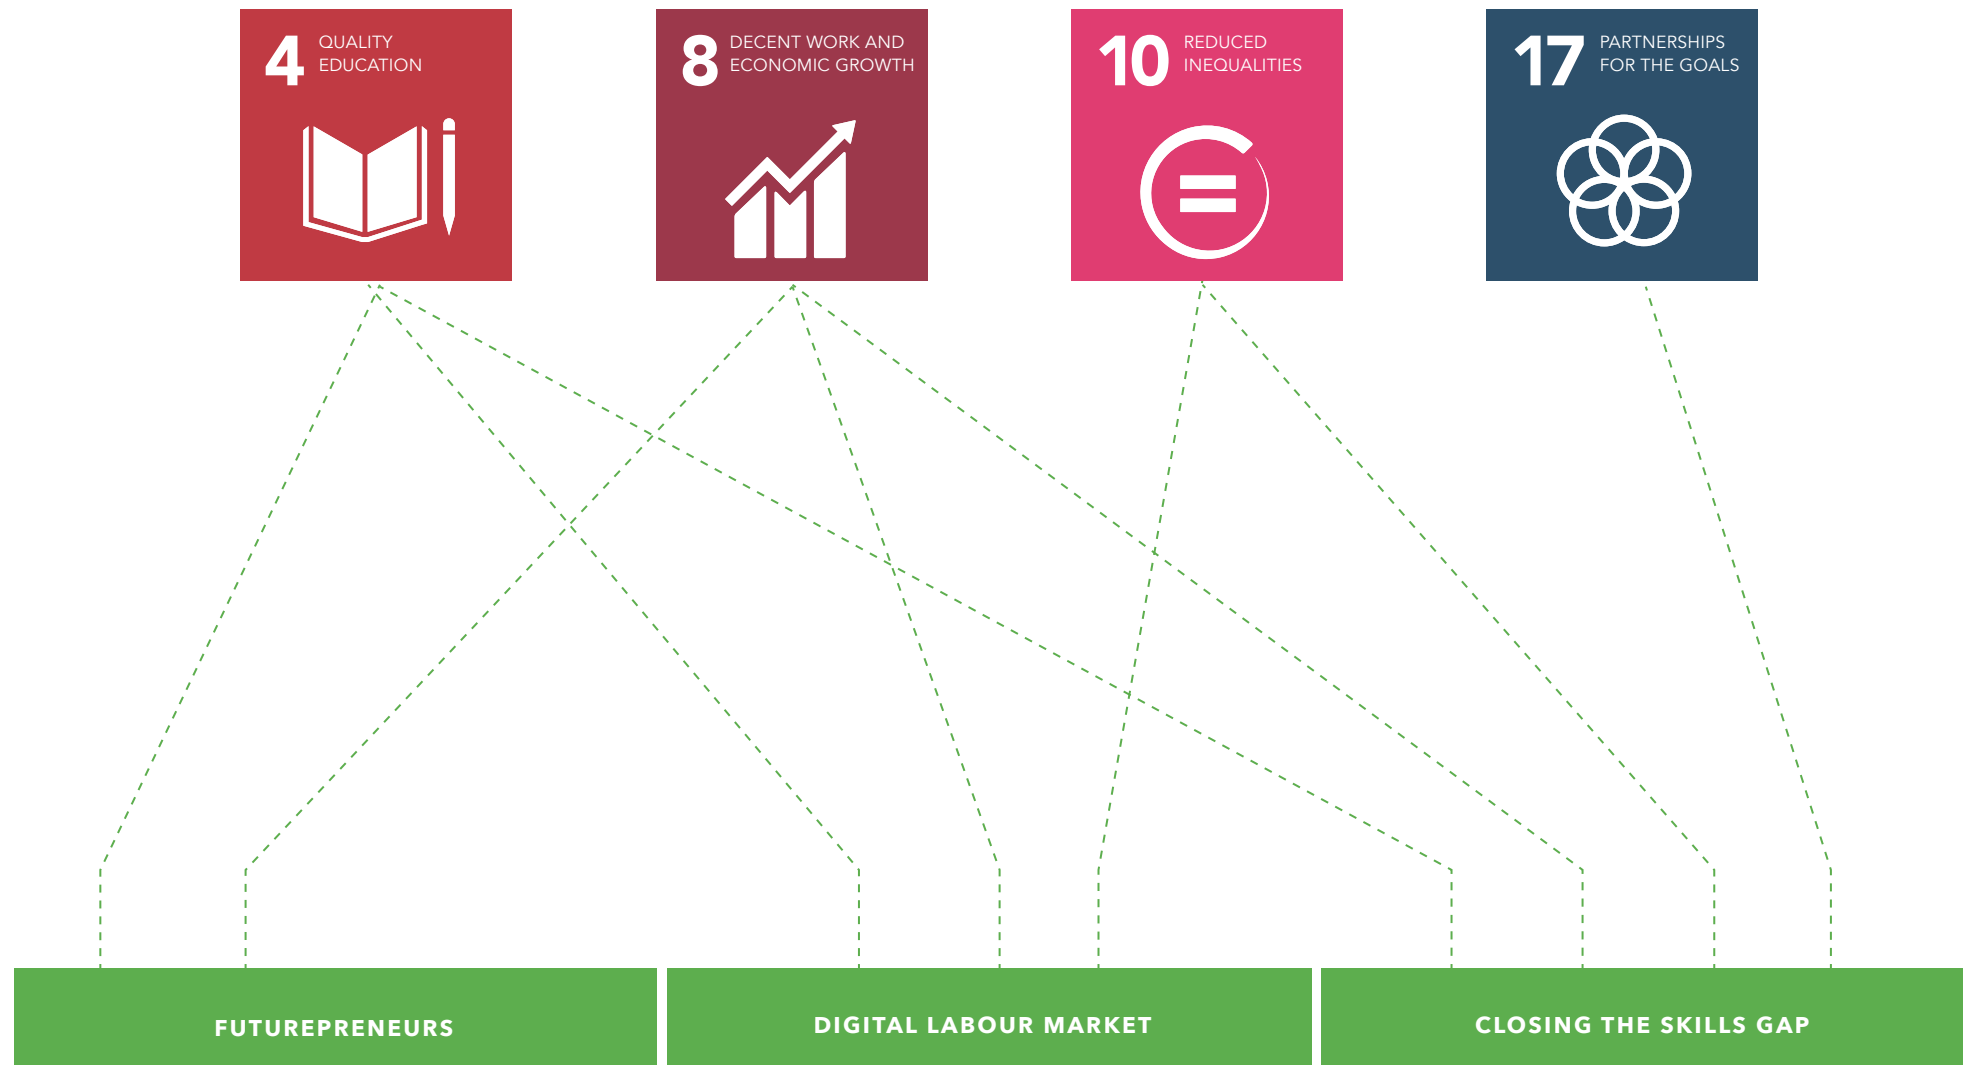 4 QUALITY
EDUCATION
8 DECENT WORK AND
ECONOMIC GROWTH
10 REDUCED
INEQUALITIES
17 PARTNERSHIPS
FOR THE GOALS
FUTUREPRENEURS
DIGITAL LABOUR MARKET
CLOSING THE SKILLS GAP